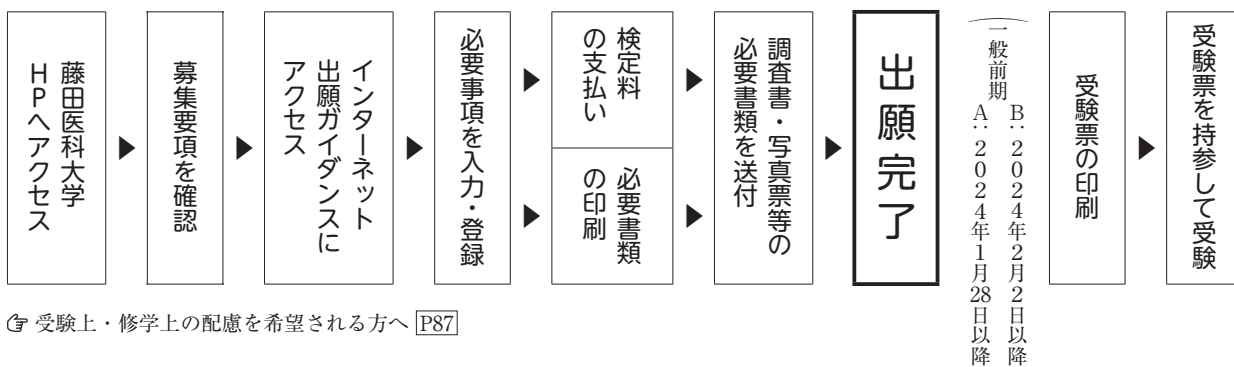 藤田医科大学
HPへアクセス
▶
募集要項を確認
▶
インターネット
出願ガイダンスに
アクセス
▶
必要事項を入力・登録
▶
検定料
の支払い
▶
必要書類
の印刷
▶
調査書・写真票等の
必要書類を送付
▶
出願完了
(一般前期
B：2024年2月2日以降
A：2024年1月28日以降
受験票の印刷
▶
受験票を持参して受験
☞ 受験上・修学上の配慮を希望される方へ P87